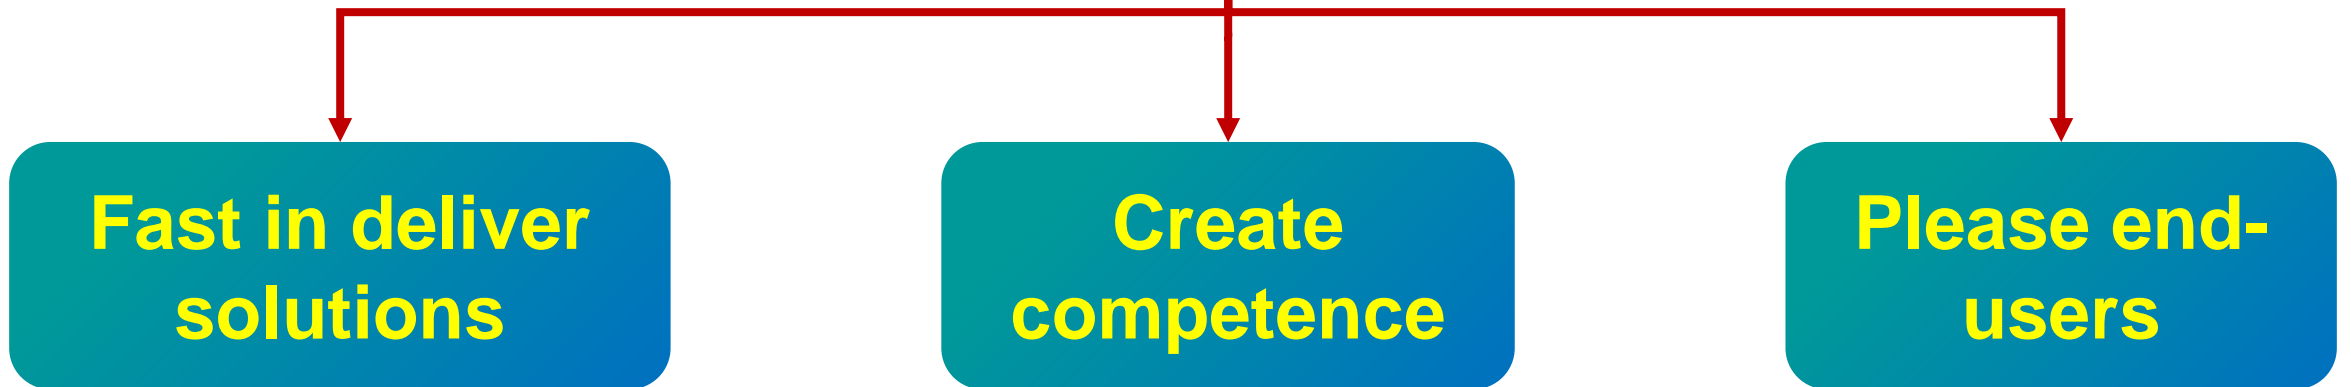 Fast in deliver
solutions
Create
competence
Please end-
users